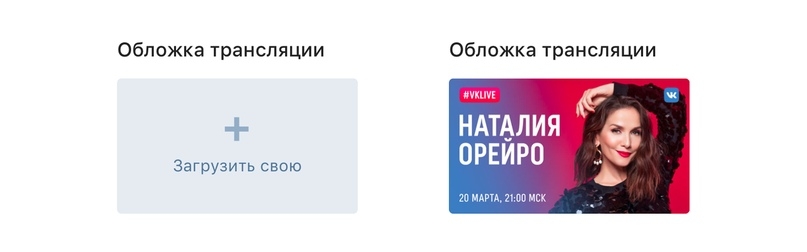 Обложка трансляции
Загрузить свою
Обложка трансляции
#VKLIVE
НАТАЛИЯ
ОРЕЙРО
20 МАРТА, 21:00 МСК